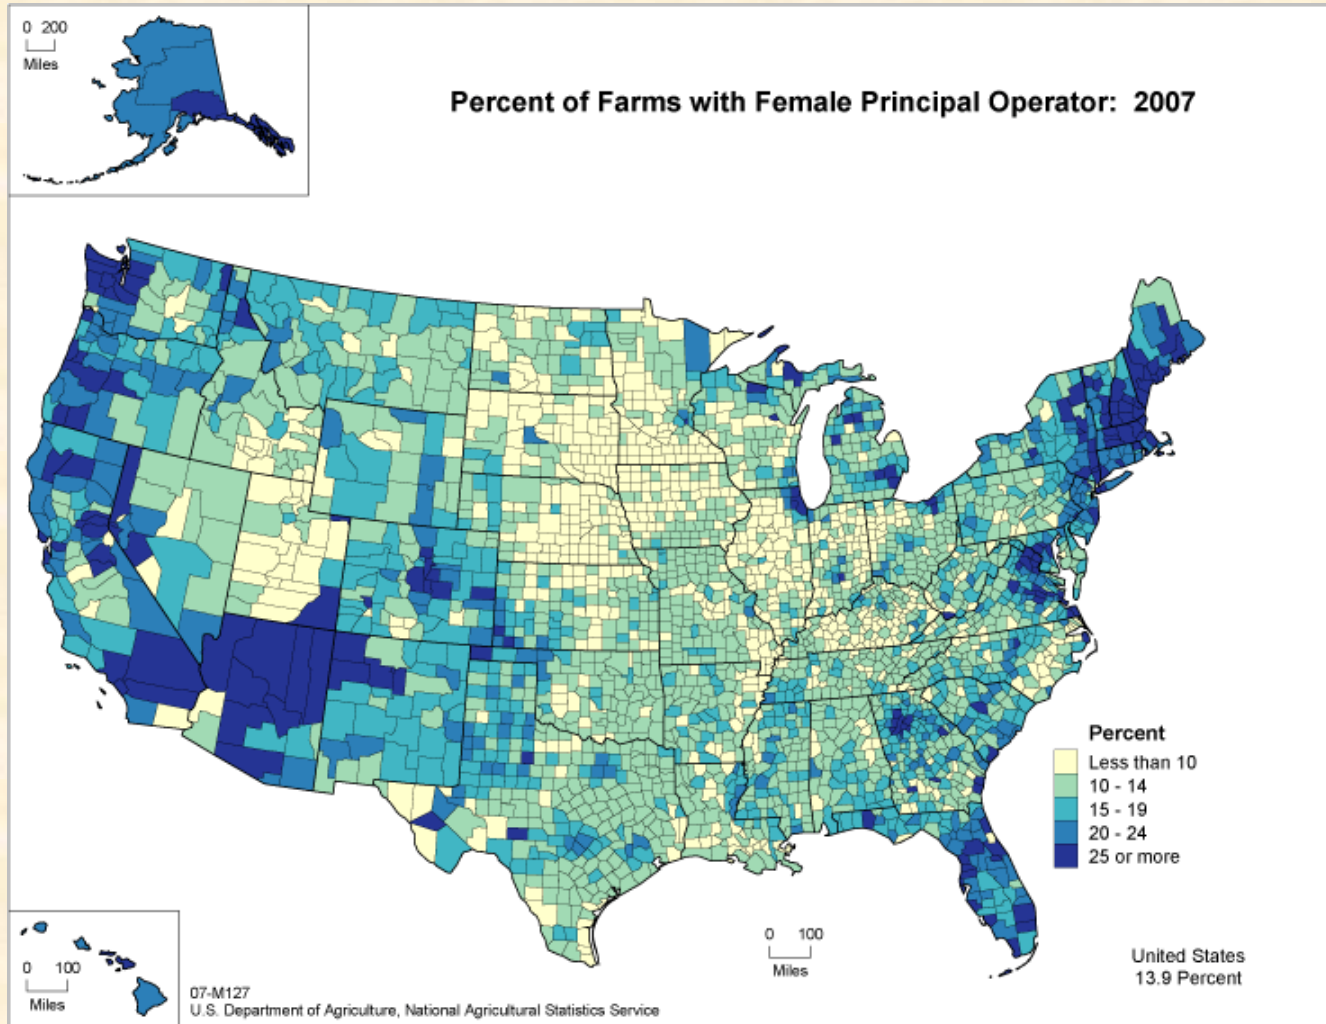 0 200
Miles
Percent of Farms with Female Principal Operator: 2007
Percent
Less than 10
10 - 14
15 - 19
20 - 24
25 or more
0 100
Miles
United States
13.9 Percent
0 100
Miles
07-M127
U.S. Department of Agriculture, National Agricultural Statistics Service